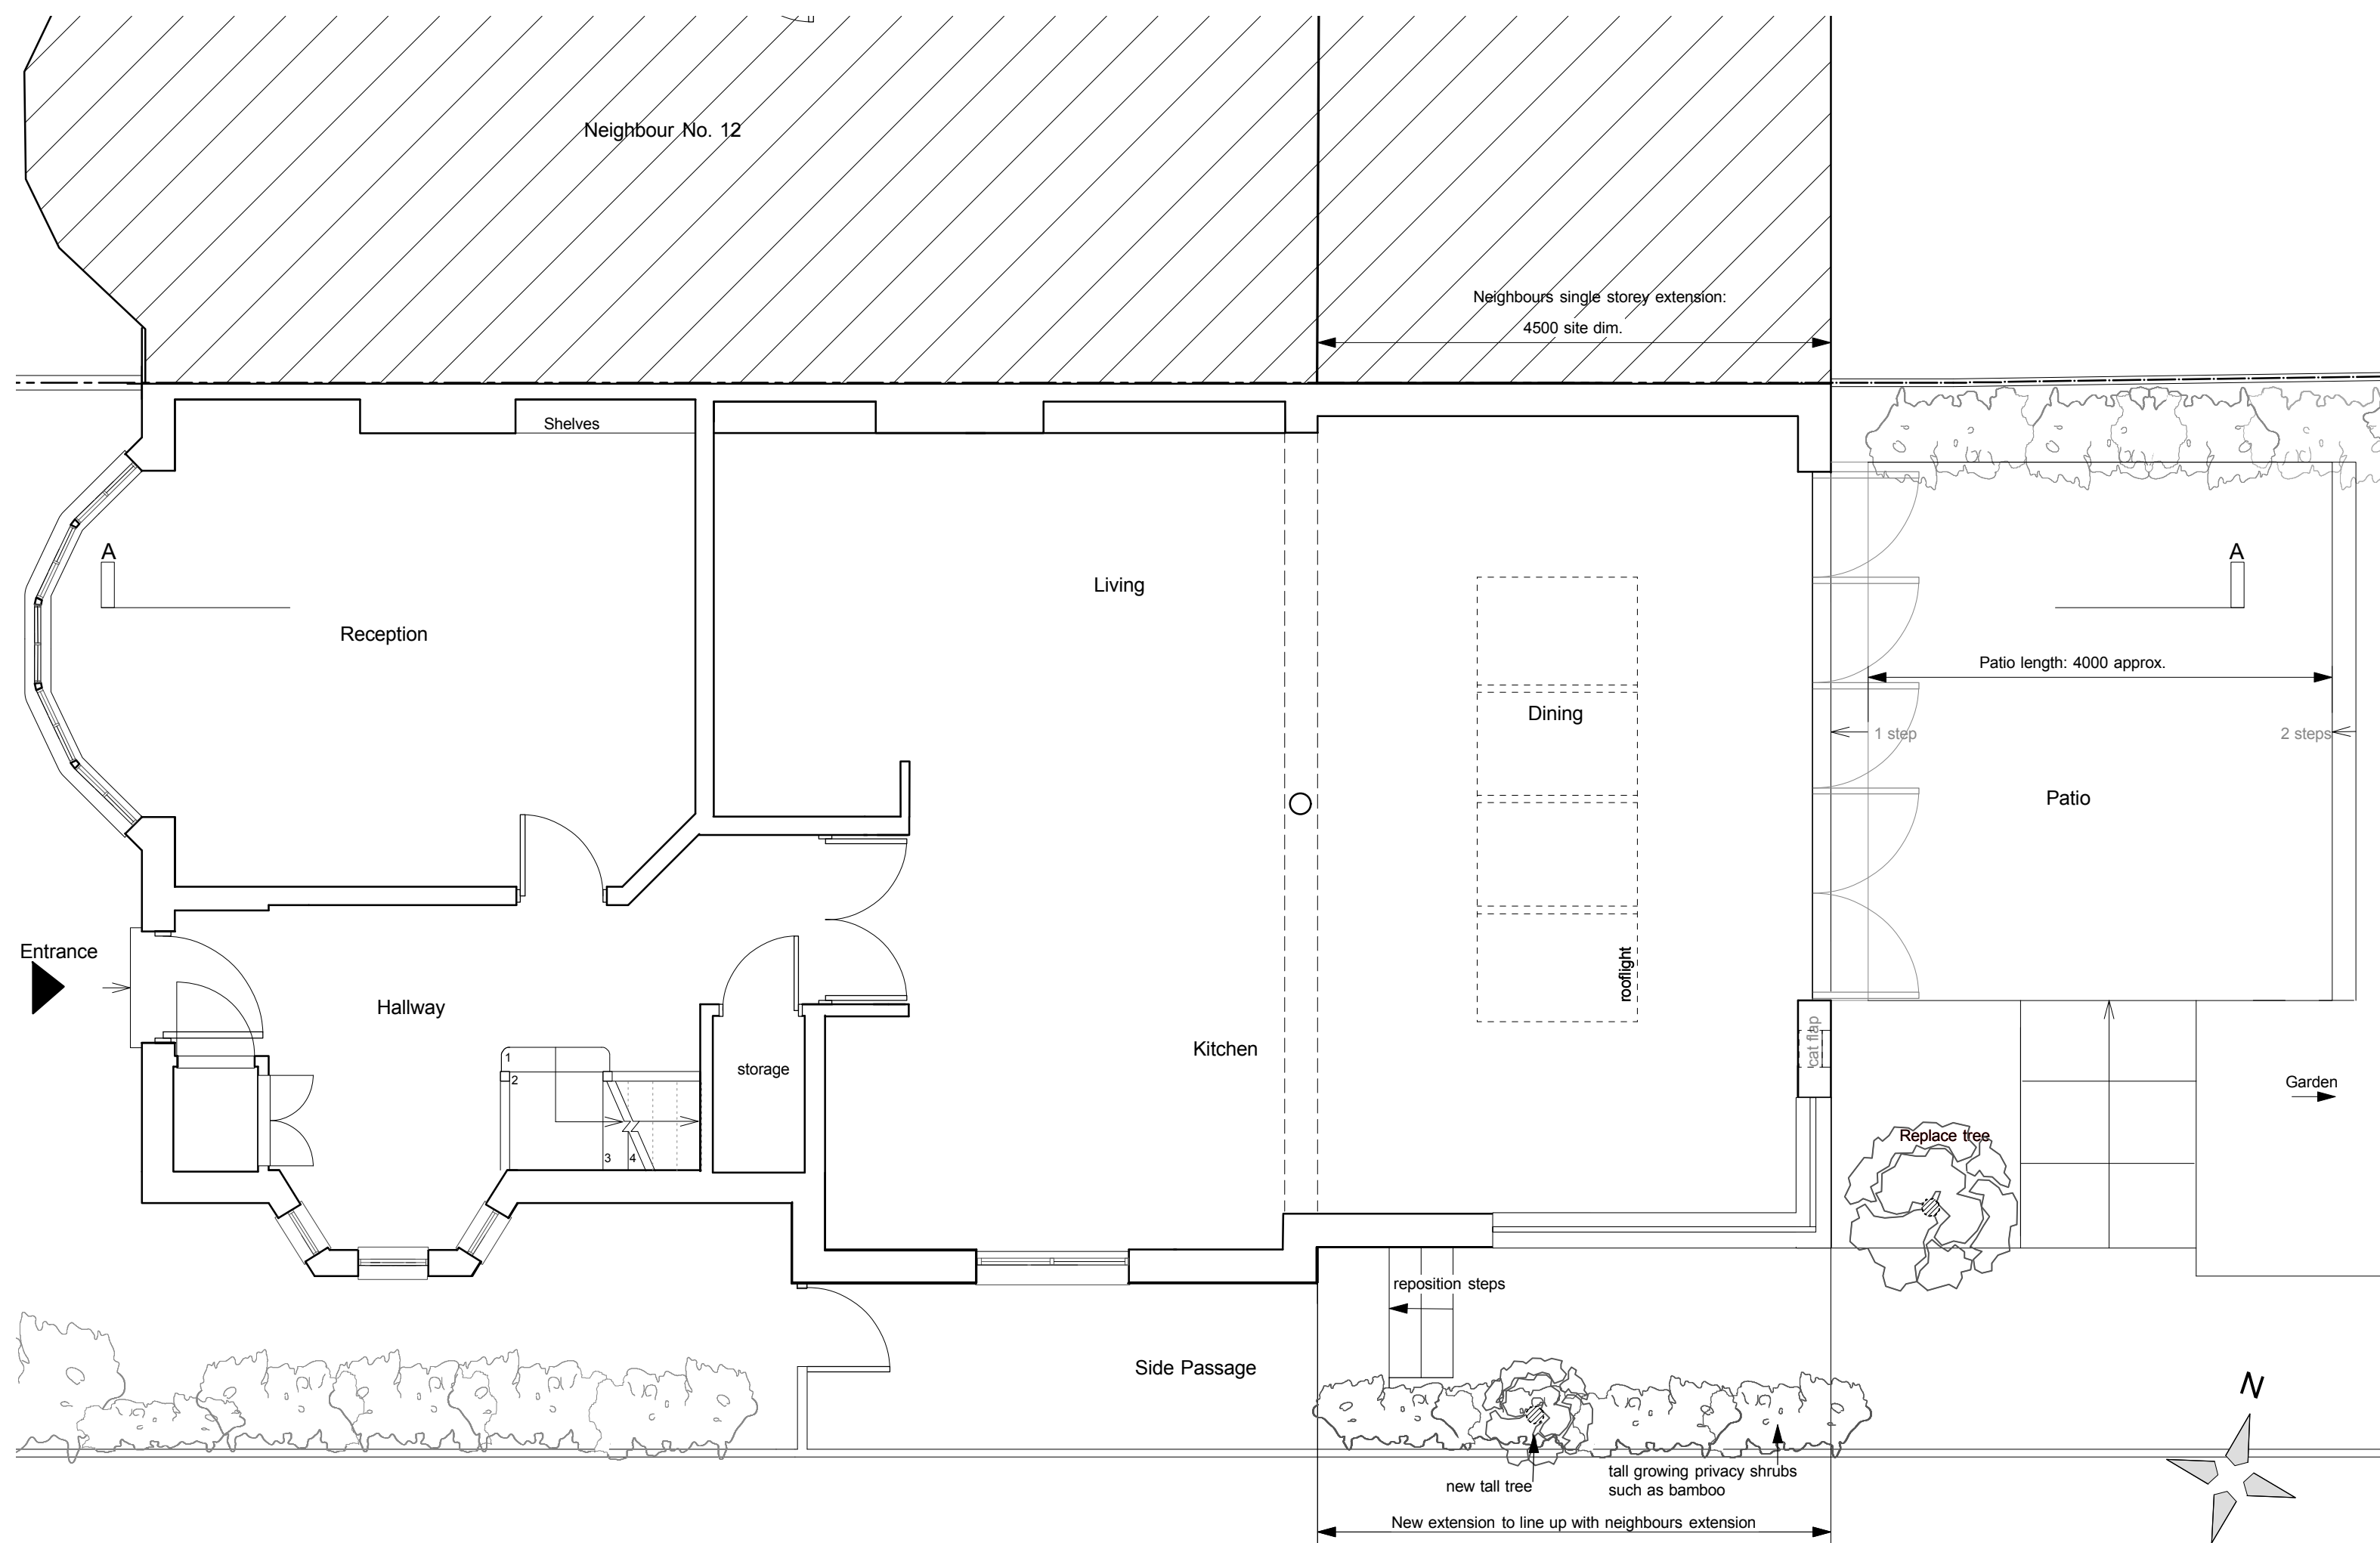 Neighbour No. 12
Neighbours single storey extension:
4500 site dim.
Shelves
A
A
Living
Reception
Patio length: 4000 approx.
Dining
1 step
2 steps
Patio
Entrance
rooflight
Hallway
cat flap
Kitchen
1
storage
2
Garden
Replace tree
3
4
reposition steps
Side Passage
N
tall growing privacy shrubs
such as bamboo
new tall tree
New extension to line up with neighbours extension